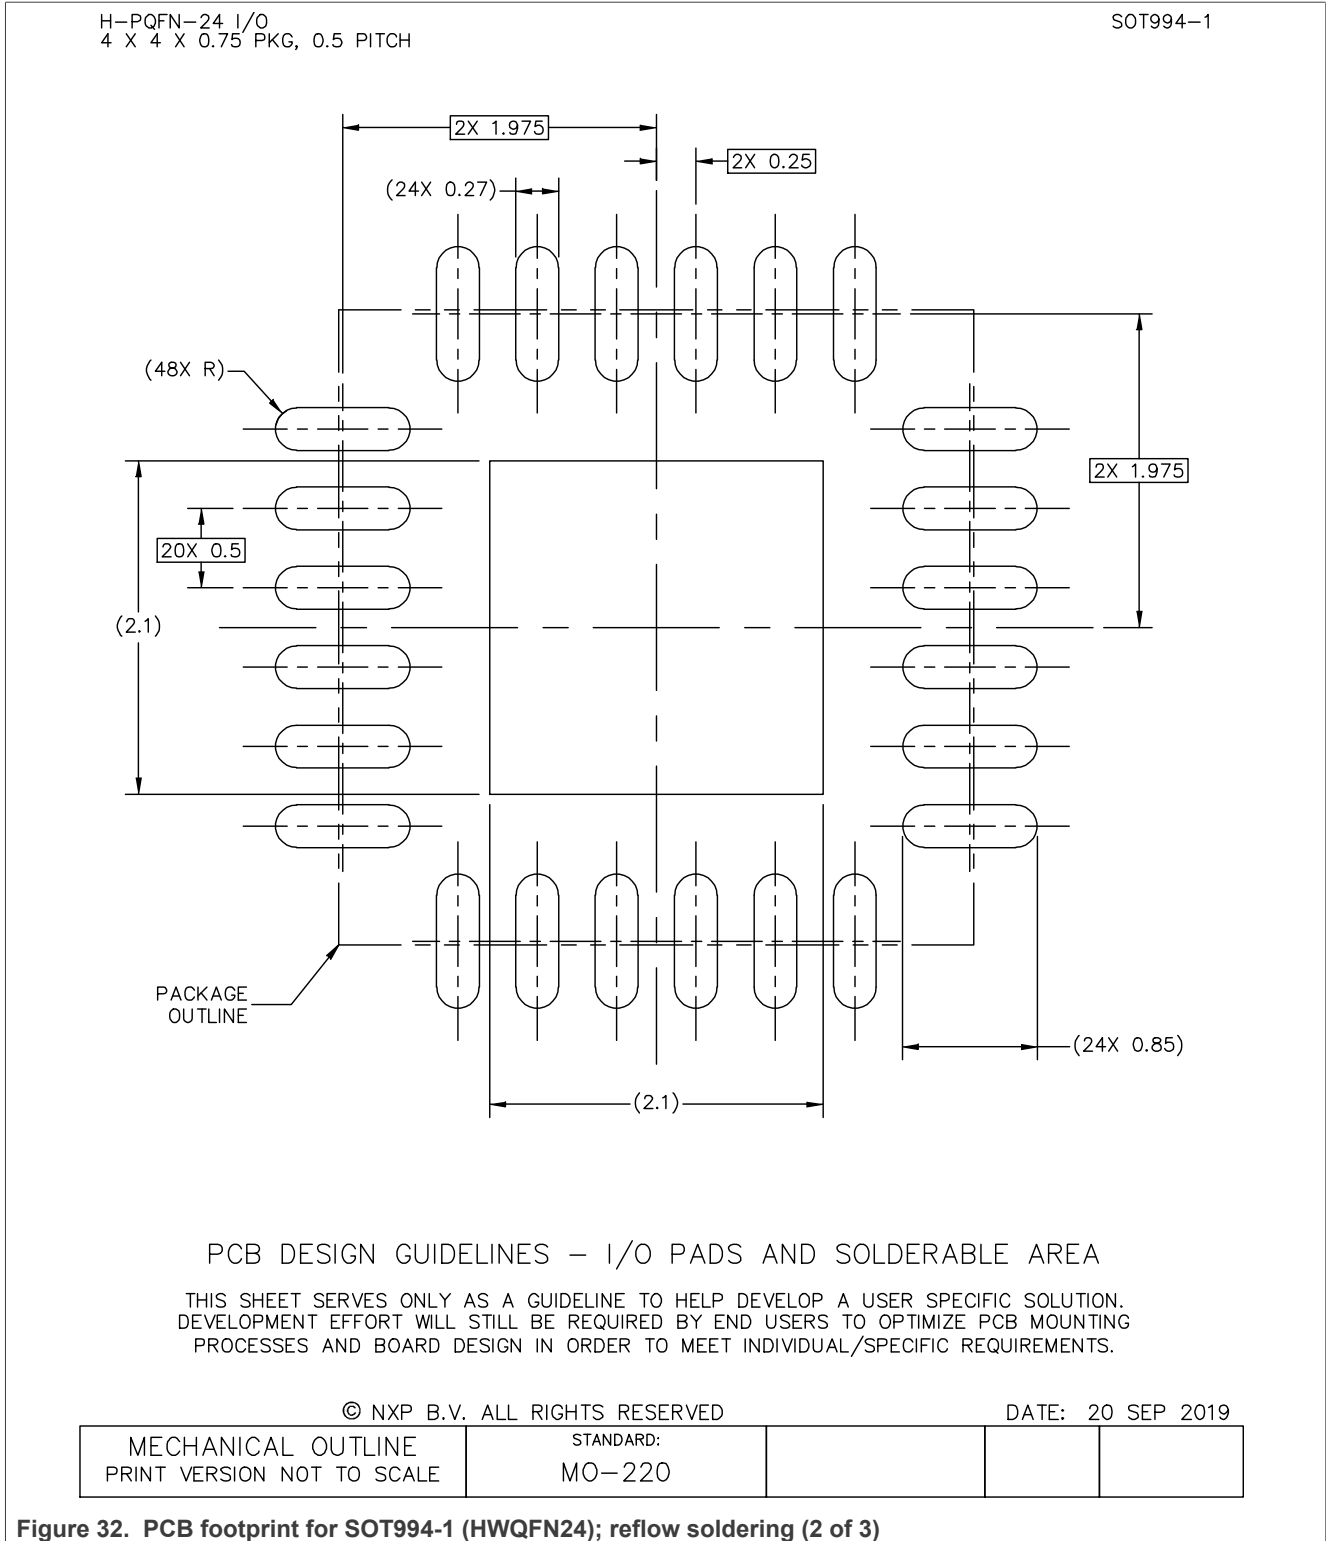 H-PQFN-24 I/O
4 X 4 X 0.75 PKG, 0.5 PITCH
SOT994-1
2X 1.975
2X 0.25
(24X 0.27)
(48X R)
2X 1.975
20X 0.5
(2.1)
PACKAGE
OUTLINE
(24X 0.85)
(2.1)
PCB DESIGN GUIDELINES - I/O PADS AND SOLDERABLE AREA
THIS SHEET SERVES ONLY AS A GUIDELINE TO HELP DEVELOP A USER SPECIFIC SOLUTION.
DEVELOPMENT EFFORT WILL STILL BE REQUIRED BY END USERS TO OPTIMIZE PCB MOUNTING
PROCESSES AND BOARD DESIGN IN ORDER TO MEET INDIVIDUAL/SPECIFIC REQUIREMENTS.
© NXP B.V. ALL RIGHTS RESERVED
DATE: 20 SEP 2019
MECHANICAL OUTLINE
PRINT VERSION NOT TO SCALE
STANDARD:
MO-220
Figure 32. PCB footprint for SOT994-1 (HWQFN24); reflow soldering (2 of 3)